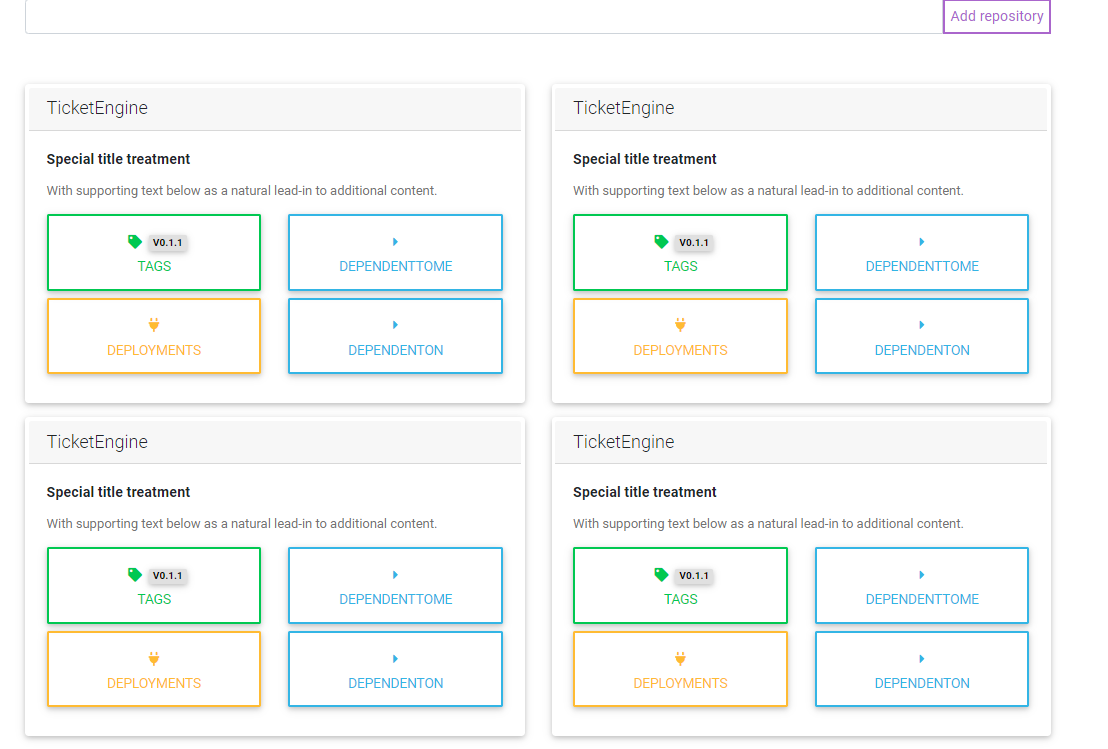 Add repository
TicketEngine
Special title treatment
With supporting text below as a natural lead-in to additional content.
V0.1.1
TAGS
DEPENDENTTOME
DEPLOYMENTS
DEPENDENTON
TicketEngine
Special title treatment
With supporting text below as a natural lead-in to additional content.
V0.1.1
TAGS
DEPENDENTTOME
DEPLOYMENTS
DEPENDENTON
TicketEngine
Special title treatment
With supporting text below as a natural lead-in to additional content.
V0.1.1
TAGS
DEPENDENTTOME
DEPLOYMENTS
DEPENDENTON
TicketEngine
Special title treatment
With supporting text below as a natural lead-in to additional content.
V0.1.1
TAGS
DEPENDENTTOME
DEPLOYMENTS
DEPENDENTON